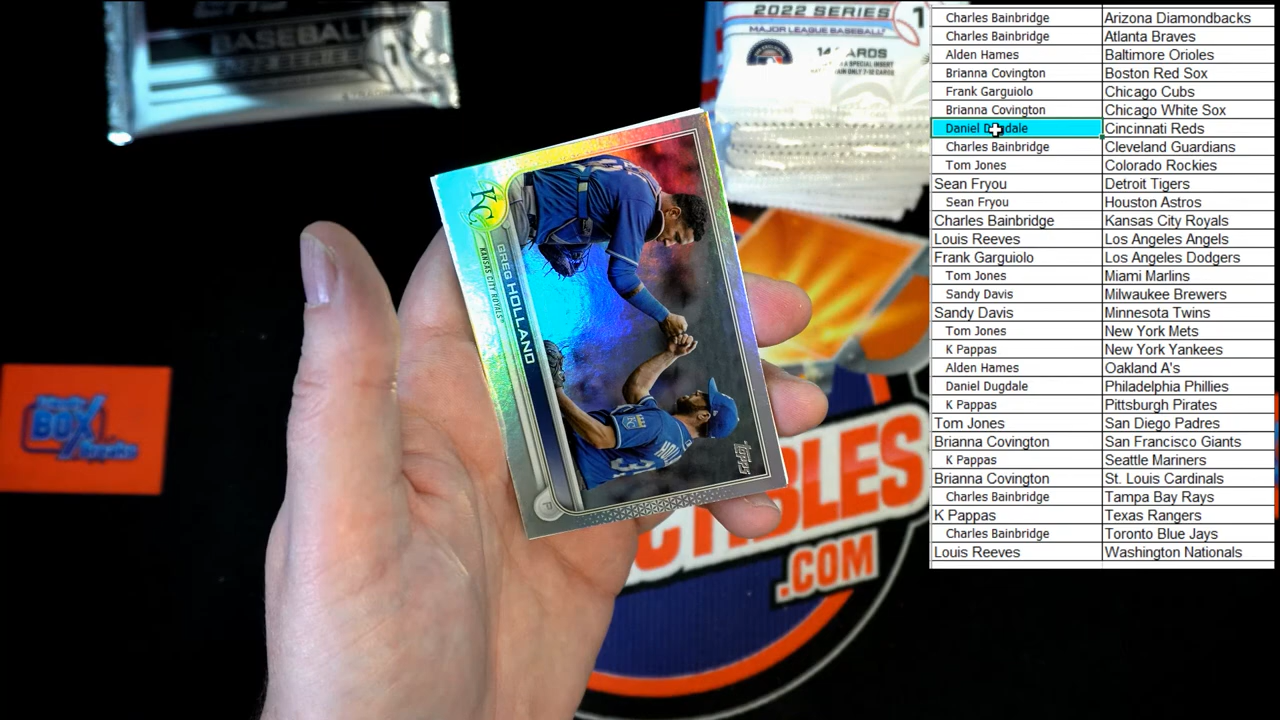 BASEBALL
2022 SERIES 1
MAJOR LEAGUE BASEBALL
14 CARDS
KC
GREG HOLLAND
KANSAS CITY ROYALS
P
Topps
BOX
CTIBLES
.COM
Charles Bainbridge Arizona Diamondbacks
Charles Bainbridge Atlanta Braves
Alden Hames Baltimore Orioles
Brianna Covington Boston Red Sox
Frank Garguiolo Chicago Cubs
Brianna Covington Chicago White Sox
Daniel Dugdale Cincinnati Reds
Charles Bainbridge Cleveland Guardians
Tom Jones Colorado Rockies
Sean Fryou Detroit Tigers
Sean Fryou Houston Astros
Charles Bainbridge Kansas City Royals
Louis Reeves Los Angeles Angels
Frank Garguiolo Los Angeles Dodgers
Tom Jones Miami Marlins
Sandy Davis Milwaukee Brewers
Sandy Davis Minnesota Twins
Tom Jones New York Mets
K Pappas New York Yankees
Alden Hames Oakland A's
Daniel Dugdale Philadelphia Phillies
K Pappas Pittsburgh Pirates
Tom Jones San Diego Padres
Brianna Covington San Francisco Giants
K Pappas Seattle Mariners
Brianna Covington St. Louis Cardinals
Charles Bainbridge Tampa Bay Rays
K Pappas Texas Rangers
Charles Bainbridge Toronto Blue Jays
Louis Reeves Washington Nationals